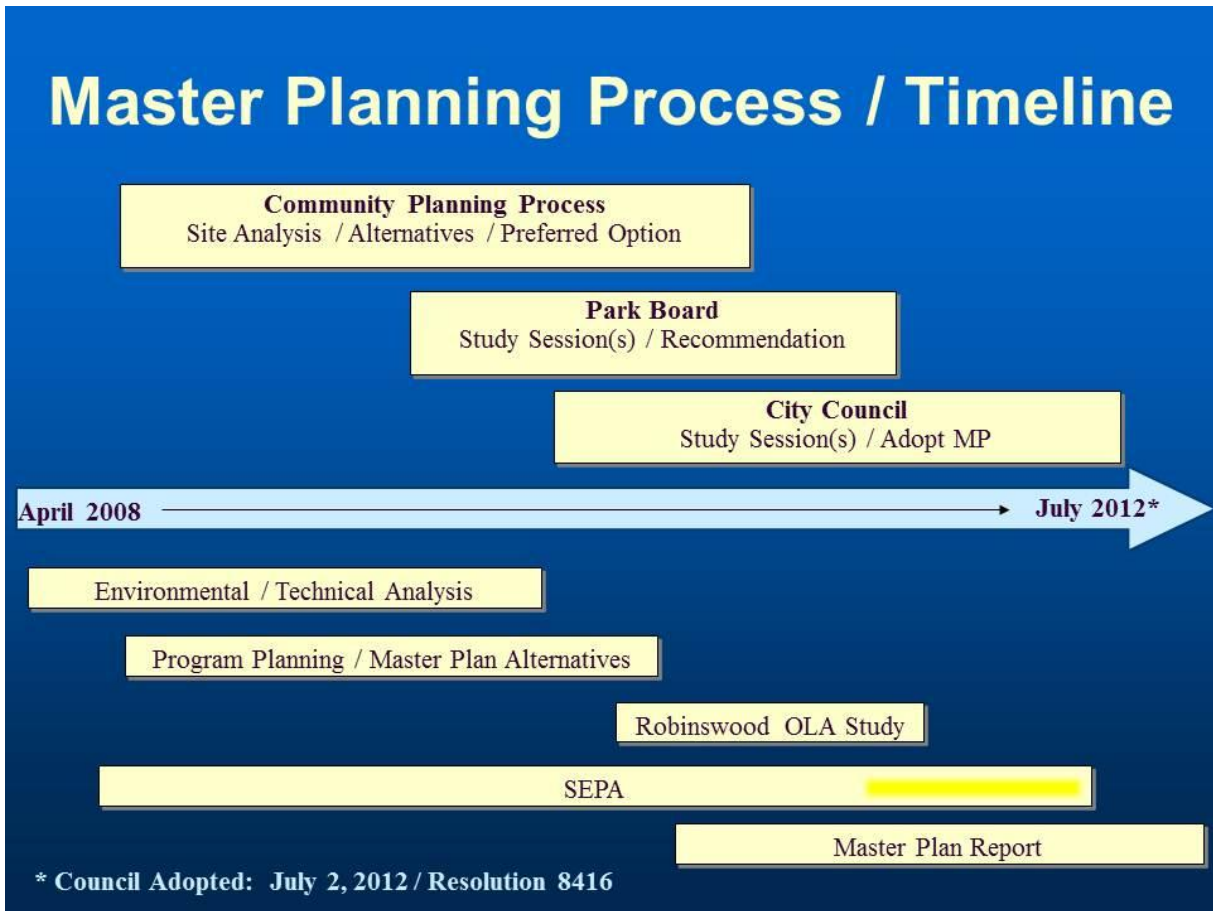 Master Planning Process / Timeline
Community Planning Process
Site Analysis / Alternatives / Preferred Option
Park Board
Study Session(s) / Recommendation
City Council
Study Session(s) / Adopt MP
April 2008
July 2012*
Environmental / Technical Analysis
Program Planning / Master Plan Alternatives
Robinswood OLA Study
SEPA
Master Plan Report
* Council Adopted: July 2, 2012 / Resolution 8416